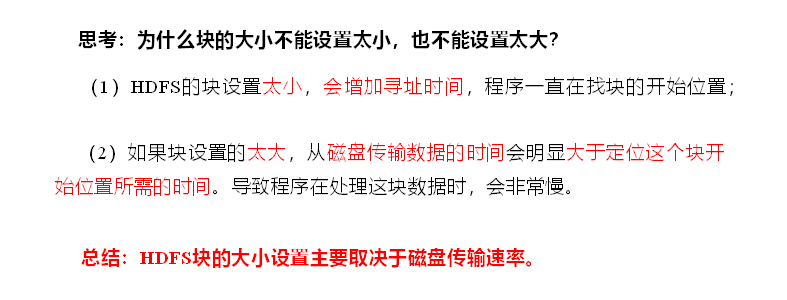 思考：为什么块的大小不能设置太小，也不能设置太大？
（1）HDFS的块设置太小，会增加寻址时间，程序一直在找块的开始位置；
（2）如果块设置的太大，从磁盘传输数据的时间会明显大于定位这个块开
始位置所需的时间。导致程序在处理这块数据时，会非常慢。
总结：HDFS块的大小设置主要取决于磁盘传输速率。